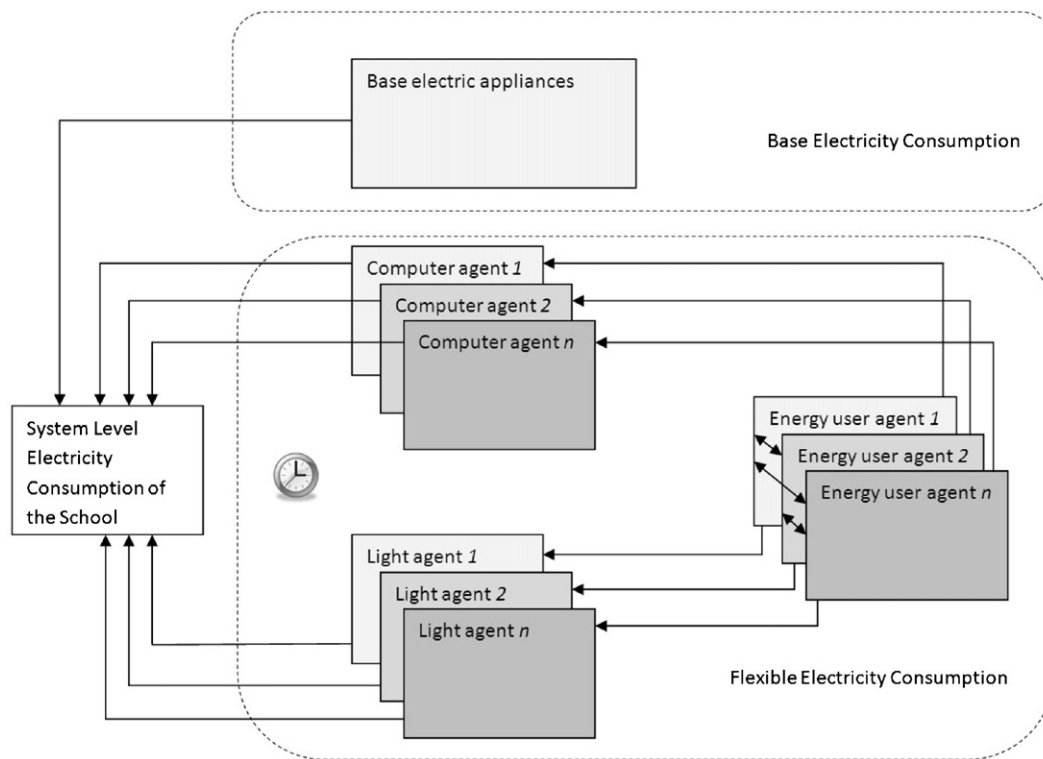 Base electric appliances
Base Electricity Consumption
Computer agent 1
Computer agent 2
Computer agent n
System Level
Electricity
Consumption of
the School
Energy user agent 1
Energy user agent 2
Energy user agent n
Light agent 1
Light agent 2
Light agent n
Flexible Electricity Consumption